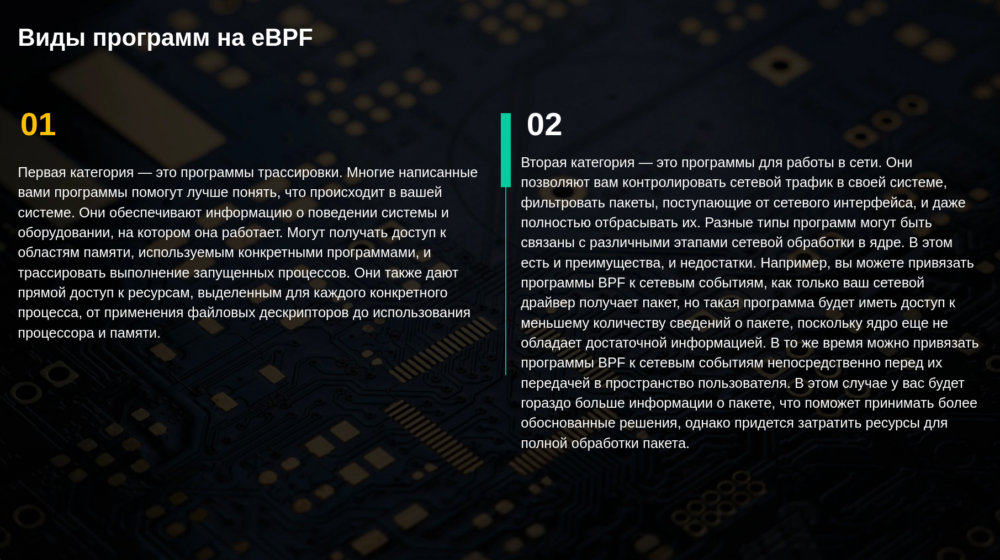 Виды программ на eBPF
01
Первая категория — это программы трассировки. Многие написанные
вами программы помогут лучше понять, что происходит в вашей
системе. Они обеспечивают информацию о поведении системы и
оборудовании, на котором она работает. Могут получать доступ к
областям памяти, используемым конкретными программами, и
трассировать выполнение запущенных процессов. Они также дают
прямой доступ к ресурсам, выделенным для каждого конкретного
процесса, от применения файловых дескрипторов до использования
процессора и памяти.
02
Вторая категория — это программы для работы в сети. Они
позволяют вам контролировать сетевой трафик в своей системе,
фильтровать пакеты, поступающие от сетевого интерфейса, и даже
полностью отбрасывать их. Разные типы программ могут быть
связаны с различными этапами сетевой обработки в ядре. В этом
есть и преимущества, и недостатки. Например, вы можете привязать
программы BPF к сетевым событиям, как только ваш сетевой
драйвер получает пакет, но такая программа будет иметь доступ к
меньшему количеству сведений о пакете, поскольку ядро еще не
обладает достаточной информацией. В то же время можно привязать
программы BPF к сетевым событиям непосредственно перед их
передачей в пространство пользователя. В этом случае у вас будет
гораздо больше информации о пакете, что поможет принимать более
обоснованные решения, однако придется затратить ресурсы для
полной обработки пакета.